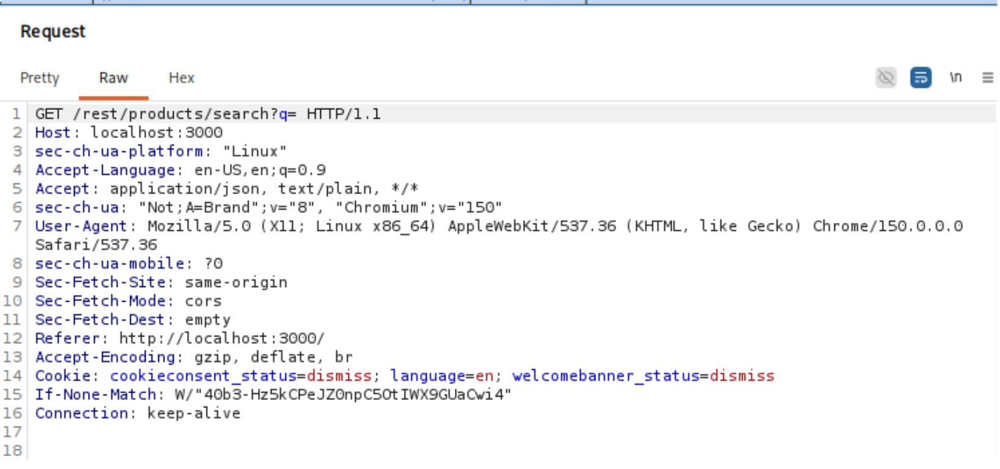 Request
Pretty Raw Hex \n
1 GET /rest/products/search?q= HTTP/1.1
2 Host: localhost:3000
3 sec-ch-ua-platform: "Linux"
4 Accept-Language: en-US,en;q=0.9
5 Accept: application/json, text/plain, */*
6 sec-ch-ua: "Not;A=Brand";v="8", "Chromium";v="150"
7 User-Agent: Mozilla/5.0 (X11; Linux x86_64) AppleWebKit/537.36 (KHTML, like Gecko) Chrome/150.0.0.0
Safari/537.36
8 sec-ch-ua-mobile: ?0
9 Sec-Fetch-Site: same-origin
10 Sec-Fetch-Mode: cors
11 Sec-Fetch-Dest: empty
12 Referer: http://localhost:3000/
13 Accept-Encoding: gzip, deflate, br
14 Cookie: cookieconsent_status=dismiss; language=en; welcomebanner_status=dismiss
15 If-None-Match: W/"40b3-Hz5kCPeJZ0npC5OtIWX9GUaCwi4"
16 Connection: keep-alive
17
18